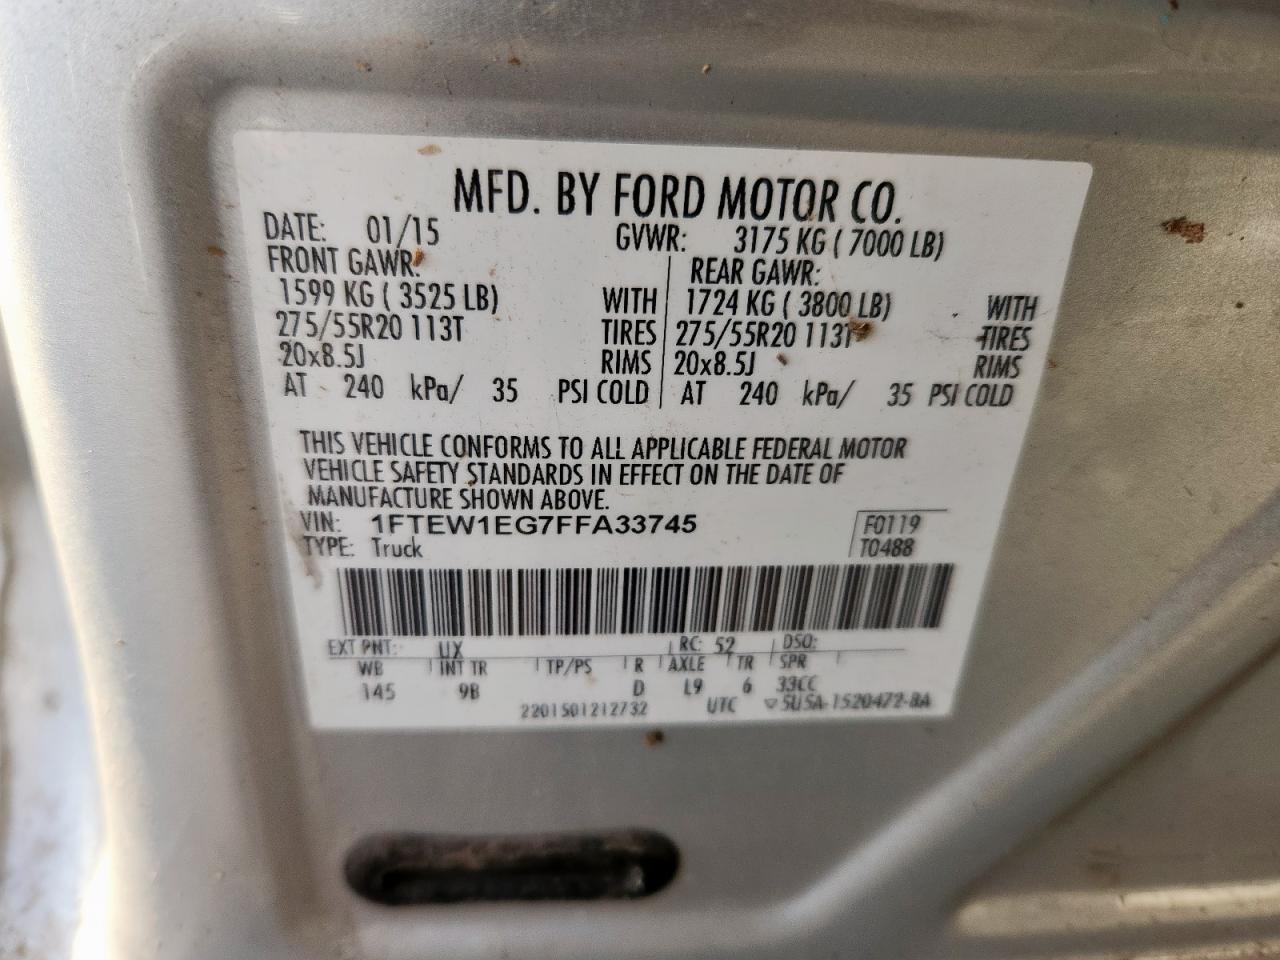 MFD. BY FORD MOTOR CO.
DATE: 01/15 GVWR: 3175 KG ( 7000 LB)
FRONT GAWR: REAR GAWR:
1599 KG ( 3525 LB) WITH 1724 KG ( 3800 LB) WITH
275/55R20 113T TIRES 275/55R20 113T TIRES
20x8.5J RIMS 20x8.5J RIMS
AT 240 kPa/ 35 PSI COLD AT 240 kPa/ 35 PSI COLD
THIS VEHICLE CONFORMS TO ALL APPLICABLE FEDERAL MOTOR
VEHICLE SAFETY STANDARDS IN EFFECT ON THE DATE OF
MANUFACTURE SHOWN ABOVE.
VIN: 1FTEW1EG7FFA33745 F0119
TYPE: Truck T0488
EXT PNT: UX RC: 52 DSO:
WB INT TR TP/PS R AXLE TR SPR
145 9B D L9 6 33CC
2201501212732 UTC ▽5U5A-1520472-BA